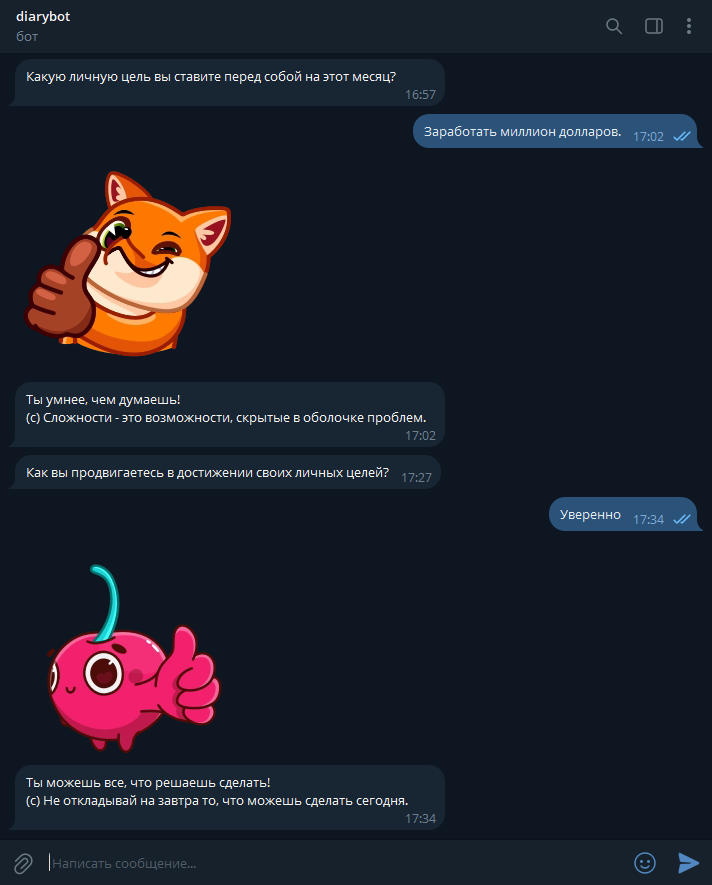 diarybot
бот
Какую личную цель вы ставите перед собой на этот месяц?
16:57
Заработать миллион долларов. 17:02
Ты умнее, чем думаешь!
(с) Сложности - это возможности, скрытые в оболочке проблем.
17:02
Как вы продвигаетесь в достижении своих личных целей? 17:27
Уверенно 17:34
Ты можешь все, что решаешь сделать!
(с) Не откладывай на завтра то, что можешь сделать сегодня.
17:34
Написать сообщение...